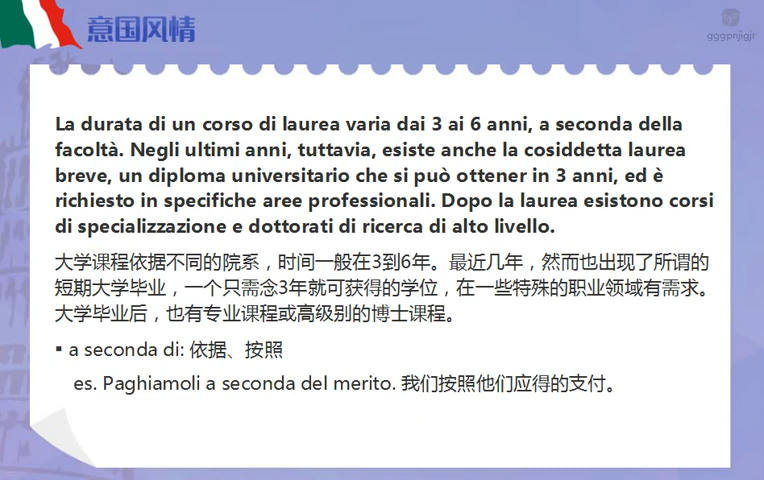 意国风情
gggpnjigjr
La durata di un corso di laurea varia dai 3 ai 6 anni, a seconda della
facoltà. Negli ultimi anni, tuttavia, esiste anche la cosiddetta laurea
breve, un diploma universitario che si può ottener in 3 anni, ed è
richiesto in specifiche aree professionali. Dopo la laurea esistono corsi
di specializzazione e dottorati di ricerca di alto livello.
大学课程依据不同的院系，时间一般在3到6年。最近几年，然而也出现了所谓的
短期大学毕业，一个只需念3年就可获得的学位，在一些特殊的职业领域有需求。
大学毕业后，也有专业课程或高级别的博士课程。
▪ a seconda di: 依据、按照
es. Paghiamoli a seconda del merito. 我们按照他们应得的支付。